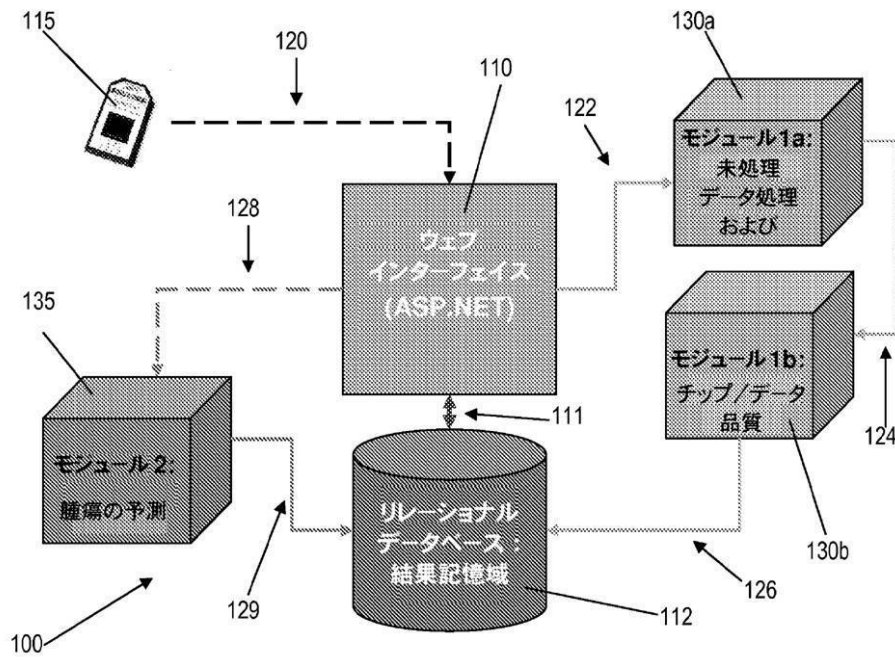 115
120
110
130a
122
モジュール1a:
未処理
データ処理
および
128
ウェブ
インターフェイス
(ASP.NET)
135
モジュール1b:
チップ/データ
品質
124
111
モジュール2:
腫瘍の予測
リレーショナル
データベース:
結果記憶域
130b
126
129
112
100